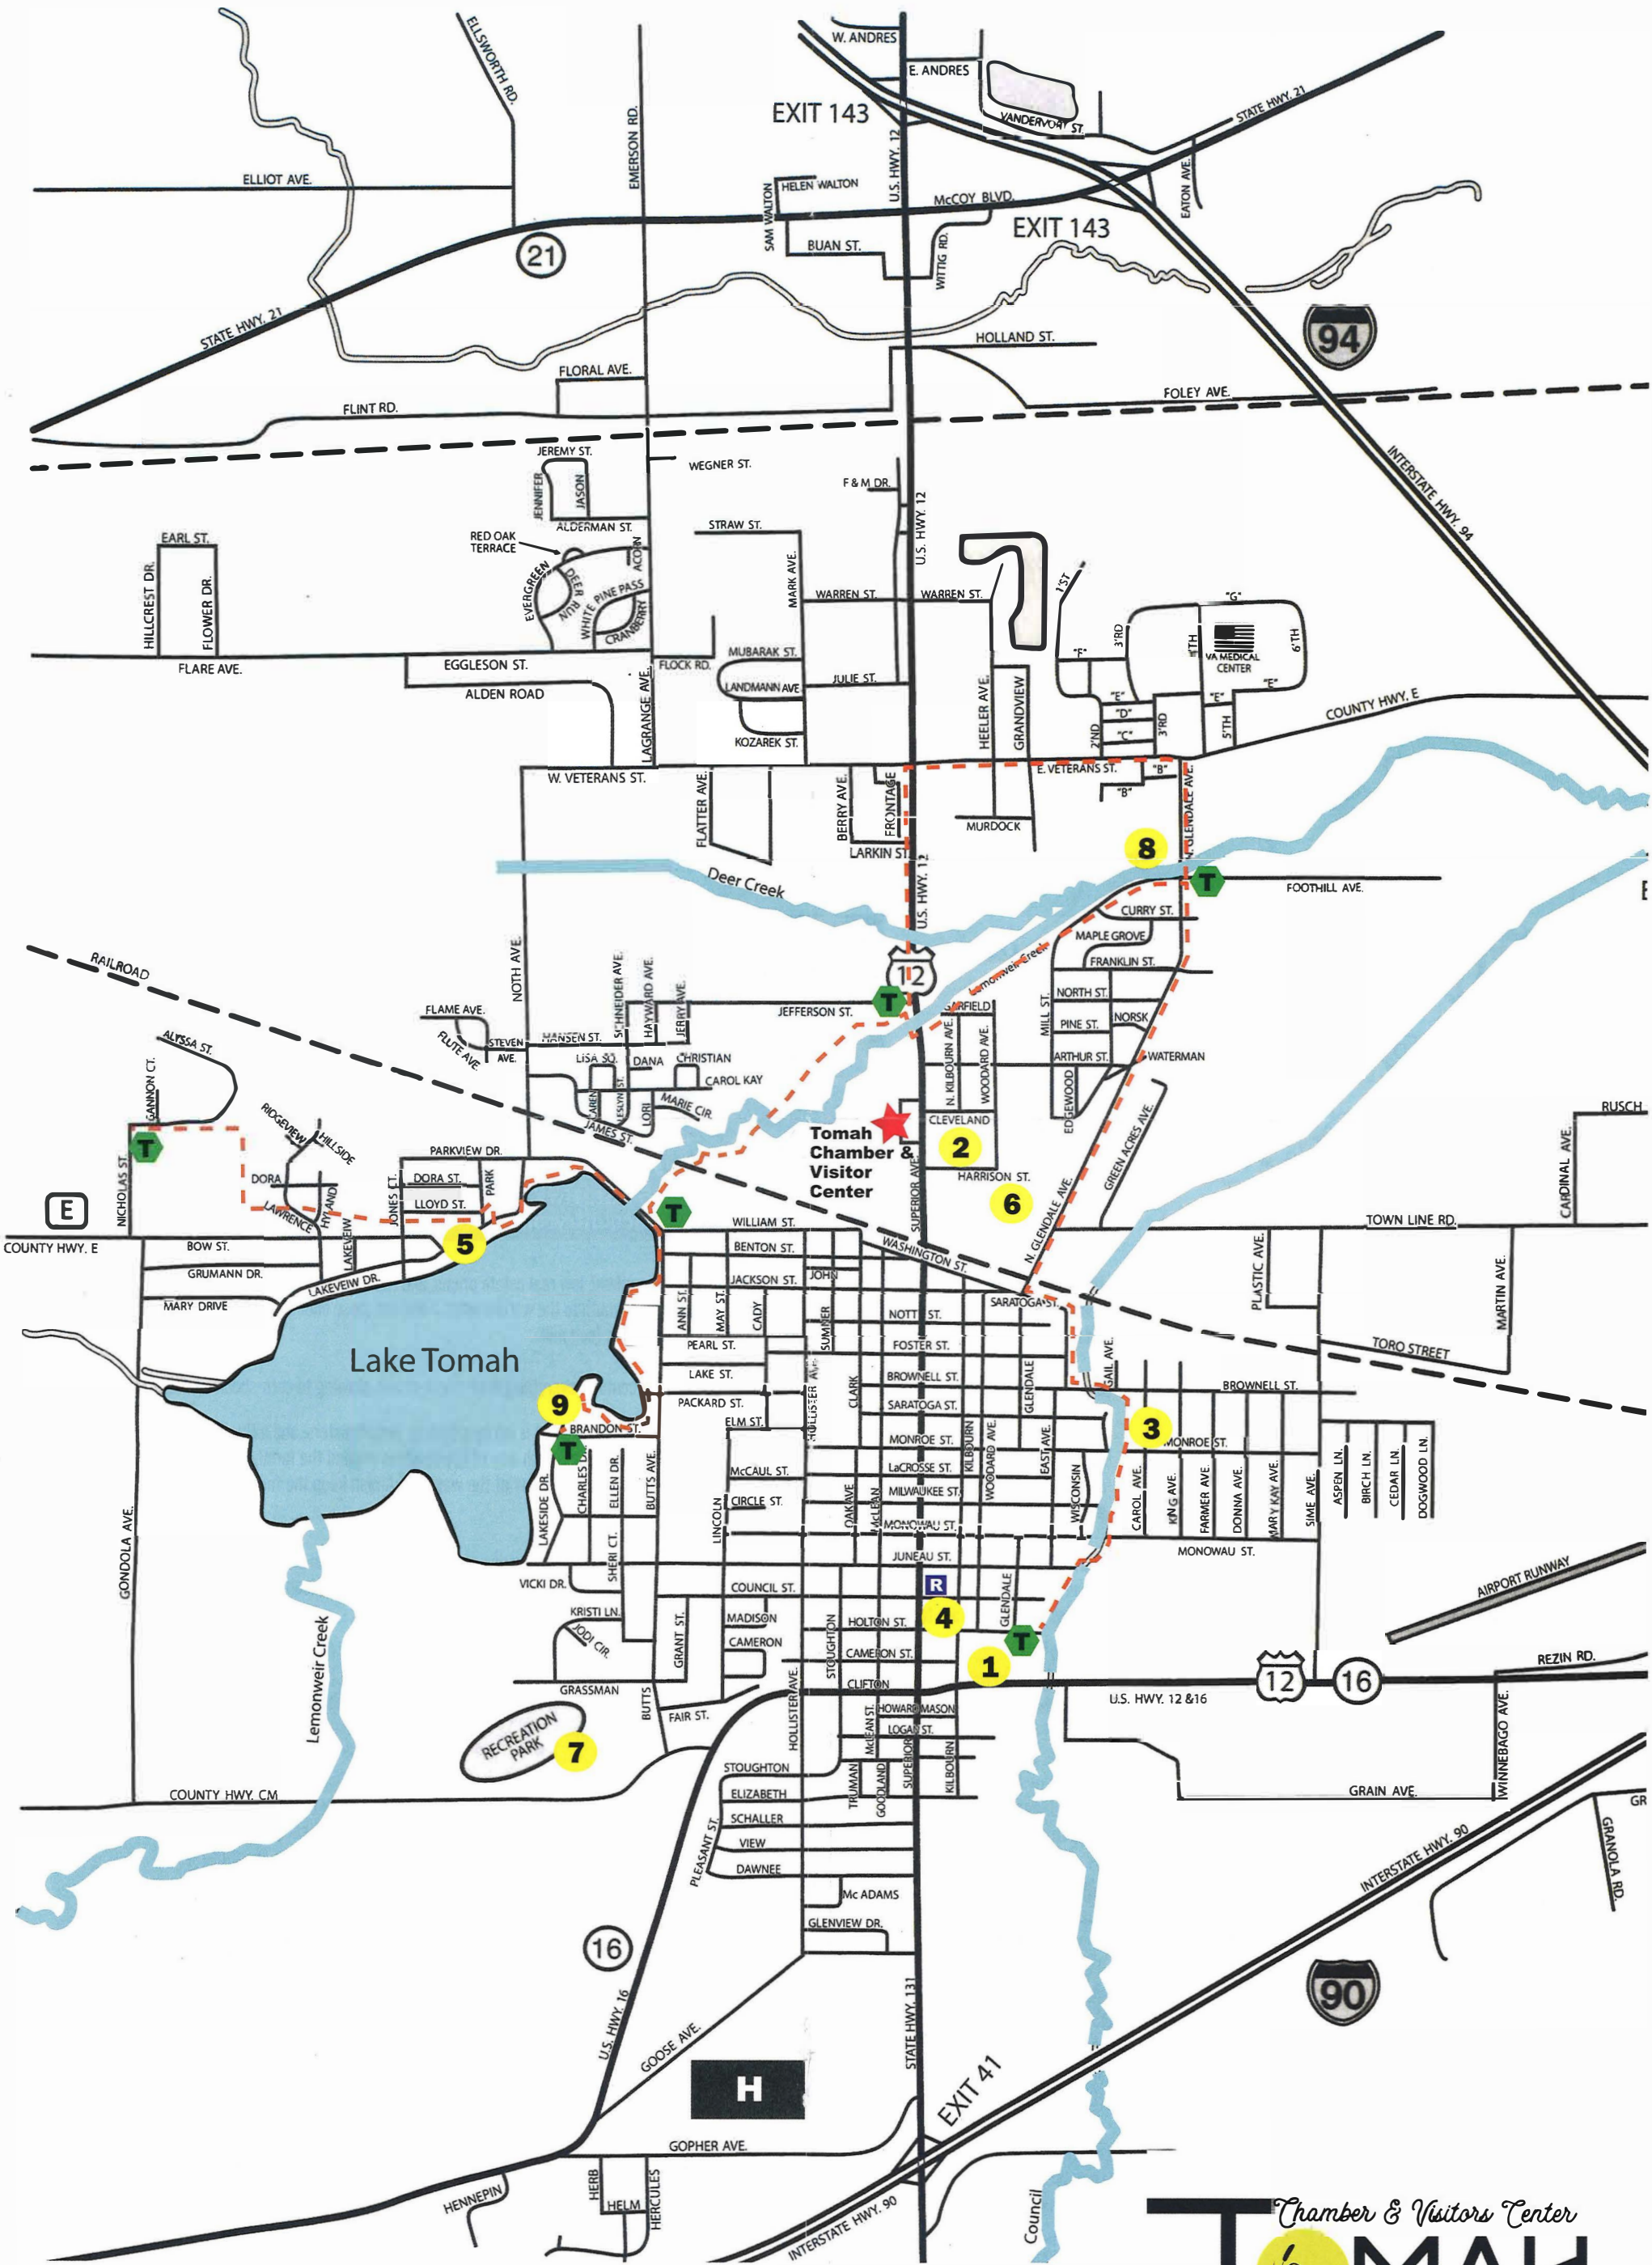 W. ANDRES
E. ANDRES
ELLSWORTH RD.
EXIT 143
VANDERVORT ST.
STATE HWY. 21
EMERSON RD.
U.S. HWY. 12
ELLIOT AVE.
HELEN WALTON
SAM WALTON
McCOY BLVD.
EATON AVE.
EXIT 143
BUAN ST.
WITTIG RD.
21
STATE HWY. 21
HOLLAND ST.
94
FLORAL AVE.
FOLEY AVE.
FLINT RD.
JEREMY ST.
WEGNER ST.
JENNIFER
JASON
F & M DR.
U.S. HWY. 12
INTERSTATE HWY. 94
ALDERMAN ST.
STRAW ST.
EARL ST.
RED OAK
TERRACE
ACORN
EVERGREEN
DEER RUN
WHITE PINE PASS
CRANBERRY
MARK AVE.
HILLCREST DR.
FLOWER DR.
WARREN ST.
WARREN ST.
1'ST
"G"
3'RD
"F"
VA MEDICAL
CENTER
6'TH
FLARE AVE.
EGGLESON ST.
FLOCK RD.
MUBARAK ST.
ALDEN ROAD
LANDMANN AVE
JULIE ST.
LAGRANGE AVE.
HEELER AVE.
GRANDVIEW
"E"
"E"
"E"
"D"
"C"
2'ND
3'RD
5'TH
COUNTY HWY. E
KOZAREK ST.
W. VETERANS ST.
E. VETERANS ST.
"B"
"B"
FLATTER AVE.
BERRY AVE.
FRONTAGE
MURDOCK
N. GLENDALE AVE.
LARKIN ST.
8
U.S. HWY. 12
Deer Creek
T
FOOTHILL AVE.
CURRY ST.
MAPLE GROVE
FRANKLIN ST.
RAILROAD
NOTH AVE.
12
Lemonweir Creek
SCHNEIDER AVE.
HAYWARD AVE.
JERRY AVE.
JEFFERSON ST.
T
GARFIELD
MILL ST.
NORTH ST.
NORSK
PINE ST.
FLAME AVE.
FLUTE AVE
STEVEN
AVE.
HANSEN ST.
LISA SQ.
DANA
CHRISTIAN
CAROL KAY
LORI
MARIE CIR.
JAMES ST.
N. KILBOURN AVE.
WOODARD AVE.
ARTHUR ST.
WATERMAN
EDGEWOOD
ALYSSA ST.
GANNON CT.
GREEN ACRES AVE.
RUSCH
CARDINAL AVE.
Tomah
Chamber &
Visitor
Center
CLEVELAND
2
HARRISON ST.
SUPERIOR AVE.
6
N. GLENDALE AVE.
T
NICHOLAS ST.
RIDGEVIEW
HILLSIDE
DORA
LAWRENCE
HYLAND
PARKVIEW DR.
DORA ST.
LLOYD ST.
PARK
JONES CT.
E
COUNTY HWY. E
BOW ST.
GRUMANN DR.
LAKEVIEW
LAKEVEIW DR.
MARY DRIVE
5
T
WILLIAM ST.
BENTON ST.
WASHINGTON ST.
TOWN LINE RD.
JACKSON ST.
JOHN
ANN ST.
MAY ST.
CADY
SUMNER
NOTT ST.
SARATOGA ST.
PLASTIC AVE.
MARTIN AVE.
PEARL ST.
FOSTER ST.
TORO STREET
Lake Tomah
LAKE ST.
BROWNELL ST.
GAIL AVE.
BROWNELL ST.
PACKARD ST.
HOLLISTER AVE.
CLARK
SARATOGA ST.
GLENDALE
9
BRANDON ST.
ELM ST.
MONROE ST.
3
MONROE ST.
T
McCAUL ST.
LaCROSSE ST.
KILBOURN
WOODARD AVE.
EAST AVE.
LAKESIDE DR.
CHARLES DR.
ELLEN DR.
BUTTS AVE.
LINCOLN
CIRCLE ST.
MILWAUKEE ST.
WISCONSIN
OAK AVE
McLEAN
CAROL AVE.
KING AVE.
FARMER AVE.
DONNA AVE.
MARY KAY AVE.
SIME AVE.
ASPEN LN.
BIRCH LN.
CEDAR LN.
DOGWOOD LN.
MONOWAU ST.
MONOWAU ST.
GONDOLA AVE.
JUNEAU ST.
SHERI CT.
VICKI DR.
COUNCIL ST.
R
4
GLENDALE
AIRPORT RUNWAY
KRISTI LN.
JODI CIR.
GRANT ST.
MADISON
CAMERON
STOUGHTON
HOLTON ST.
CAMERON ST.
T
1
Lemonweir Creek
GRASSMAN
CLIFTON
12
16
REZIN RD.
U.S. HWY. 12 &16
RECREATION
PARK
7
BUTTS
FAIR ST.
HOLLISTER AVE.
McLEAN ST.
HOWARD MASON
LOGAN ST.
WINNEBAGO AVE.
STOUGHTON
TRUMAN
GOODLAND
SUPERIOR
KILBOURN
COUNTY HWY. CM
ELIZABETH
GRAIN AVE.
GR
SCHALLER
PLEASANT ST.
VIEW
DAWNEE
INTERSTATE HWY. 90
GRANOLA RD.
Mc ADAMS
GLENVIEW DR.
16
U.S. HWY. 16
GOOSE AVE.
STATE HWY. 131
90
H
EXIT 41
GOPHER AVE.
HENNEPIN
HERB
HELM
HERCULES
INTERSTATE HWY. 90
Council
Chamber & Visitors Center
TOMAH